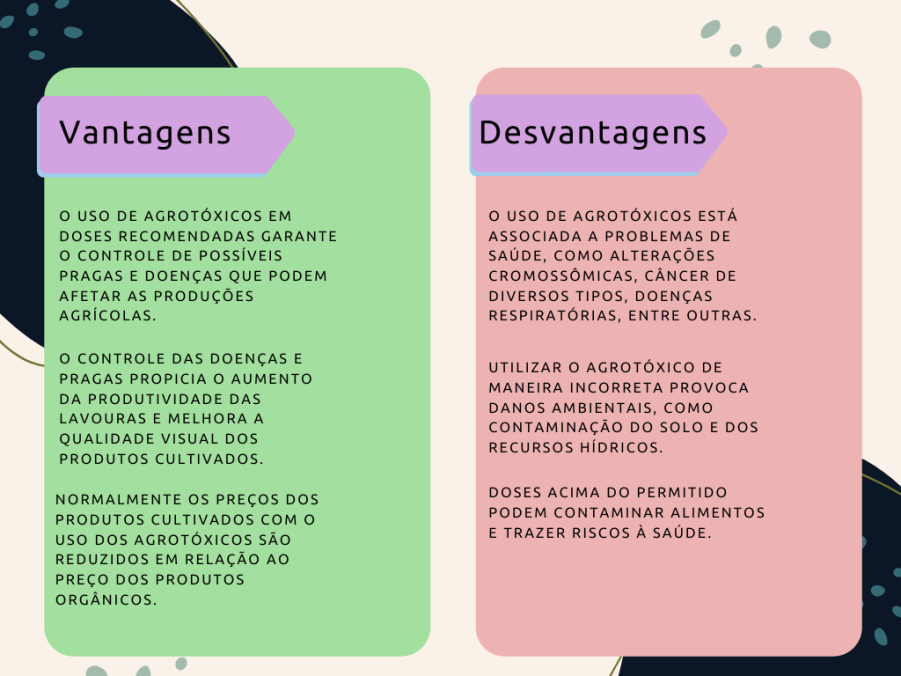 Vantagens
O USO DE AGROTÓXICOS EM
DOSES RECOMENDADAS GARANTE
O CONTROLE DE POSSÍVEIS
PRAGAS E DOENÇAS QUE PODEM
AFETAR AS PRODUÇÕES
AGRÍCOLAS.
O CONTROLE DAS DOENÇAS E
PRAGAS PROPICIA O AUMENTO
DA PRODUTIVIDADE DAS
LAVOURAS E MELHORA A
QUALIDADE VISUAL DOS
PRODUTOS CULTIVADOS.
NORMALMENTE OS PREÇOS DOS
PRODUTOS CULTIVADOS COM O
USO DOS AGROTÓXICOS SÃO
REDUZIDOS EM RELAÇÃO AO
PREÇO DOS PRODUTOS
ORGÂNICOS.
Desvantagens
O USO DE AGROTÓXICOS ESTÁ
ASSOCIADA A PROBLEMAS DE
SAÚDE, COMO ALTERAÇÕES
CROMOSSÔMICAS, CÂNCER DE
DIVERSOS TIPOS, DOENÇAS
RESPIRATÓRIAS, ENTRE OUTRAS.
UTILIZAR O AGROTÓXICO DE
MANEIRA INCORRETA PROVOCA
DANOS AMBIENTAIS, COMO
CONTAMINAÇÃO DO SOLO E DOS
RECURSOS HÍDRICOS.
DOSES ACIMA DO PERMITIDO
PODEM CONTAMINAR ALIMENTOS
E TRAZER RISCOS À SAÚDE.